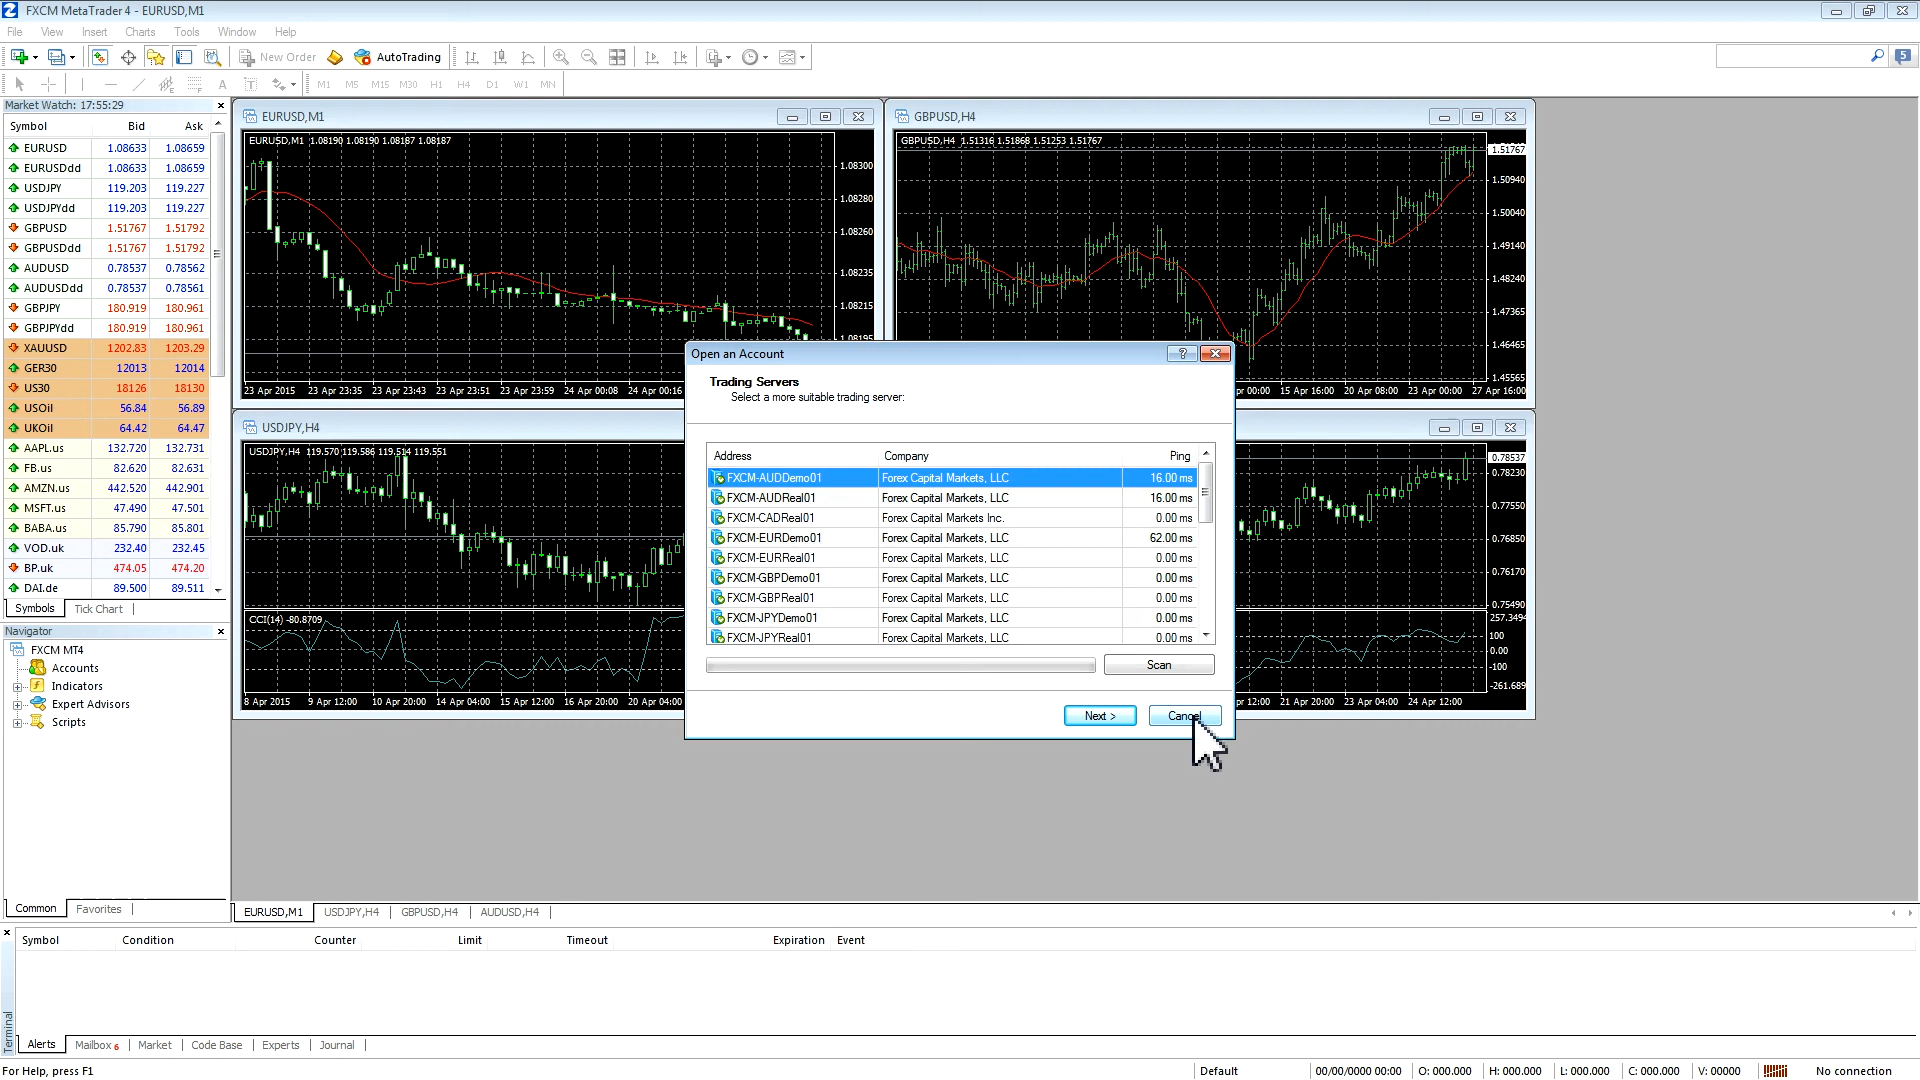 FXCM MetaTrader 4 - EURUSD,M1
File View Insert Charts Tools Window Help
New Order AutoTrading
5
A T M1 M5 M15 M30 H1 H4 D1 W1 MN
Market Watch: 17:55:29
Symbol Bid Ask
EURUSD 1.08633 1.08659
EURUSDdd 1.08633 1.08659
USDJPY 119.203 119.227
USDJPYdd 119.203 119.227
GBPUSD 1.51767 1.51792
GBPUSDdd 1.51767 1.51792
AUDUSD 0.78537 0.78562
AUDUSDdd 0.78537 0.78561
GBPJPY 180.919 180.961
GBPJPYdd 180.919 180.961
XAUUSD 1202.83 1203.29
GER30 12013 12014
US30 18126 18130
USOil 56.84 56.89
UKOil 64.42 64.47
AAPL.us 132.720 132.731
FB.us 82.620 82.631
AMZN.us 442.520 442.901
MSFT.us 47.490 47.501
BABA.us 85.790 85.801
VOD.uk 232.40 232.45
BP.uk 474.05 474.20
DAI.de 89.500 89.511
Symbols Tick Chart
Navigator
FXCM MT4
Accounts
Indicators
Expert Advisors
Scripts
Common Favorites
EURUSD,M1
EURUSD,M1 1.08190 1.08190 1.08187 1.08187
1.08300
1.08280
1.08260
1.08235
1.08215
1.08195
23 Apr 2015 23 Apr 23:35 23 Apr 23:43 23 Apr 23:51 23 Apr 23:59 24 Apr 00:08 24 Apr 00:16
GBPUSD,H4
GBPUSD,H4 1.51316 1.51868 1.51253 1.51767
1.51767
1.50940
1.50040
1.49140
1.48240
1.47365
1.46465
1.45565
pr 00:00 15 Apr 16:00 20 Apr 08:00 23 Apr 00:00 27 Apr 16:00
USDJPY,H4
USDJPY,H4 119.570 119.586 119.514 119.551
CCI(14) -80.8709
8 Apr 2015 9 Apr 12:00 10 Apr 20:00 14 Apr 04:00 15 Apr 12:00 16 Apr 20:00 20 Apr 04:00
0.78537
0.78230
0.77550
0.76850
0.76170
0.75490
257.3494
100
0.00
-100
-261.689
pr 12:00 21 Apr 20:00 23 Apr 04:00 24 Apr 12:00
Open an Account
Trading Servers
Select a more suitable trading server:
Address Company Ping
FXCM-AUDDemo01 Forex Capital Markets, LLC 16.00 ms
FXCM-AUDReal01 Forex Capital Markets, LLC 16.00 ms
FXCM-CADReal01 Forex Capital Markets Inc. 0.00 ms
FXCM-EURDemo01 Forex Capital Markets, LLC 62.00 ms
FXCM-EURReal01 Forex Capital Markets, LLC 0.00 ms
FXCM-GBPDemo01 Forex Capital Markets, LLC 0.00 ms
FXCM-GBPReal01 Forex Capital Markets, LLC 0.00 ms
FXCM-JPYDemo01 Forex Capital Markets, LLC 0.00 ms
FXCM-JPYReal01 Forex Capital Markets, LLC 0.00 ms
Scan
Next > Cancel
EURUSD,M1 USDJPY,H4 GBPUSD,H4 AUDUSD,H4
Symbol Condition Counter Limit Timeout Expiration Event
Terminal
Alerts Mailbox 6 Market Code Base Experts Journal
For Help, press F1 Default 00/00/0000 00:00 O: 000.000 H: 000.000 L: 000.000 C: 000.000 V: 00000 No connection